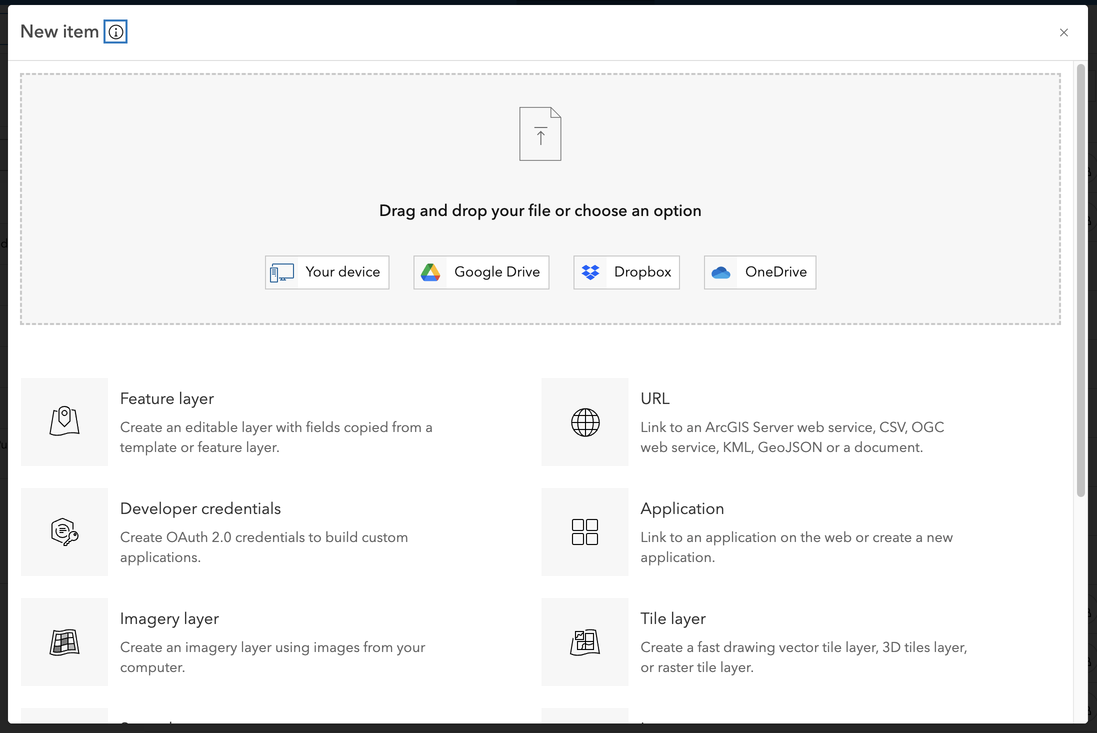 New item
Drag and drop your file or choose an option
Your device
Google Drive
Dropbox
OneDrive
Feature layer
Create an editable layer with fields copied from a
template or feature layer.
URL
Link to an ArcGIS Server web service, CSV, OGC
web service, KML, GeoJSON or a document.
Developer credentials
Create OAuth 2.0 credentials to build custom
applications.
Application
Link to an application on the web or create a new
application.
Imagery layer
Create an imagery layer using images from your
computer.
Tile layer
Create a fast drawing vector tile layer, 3D tiles layer,
or raster tile layer.